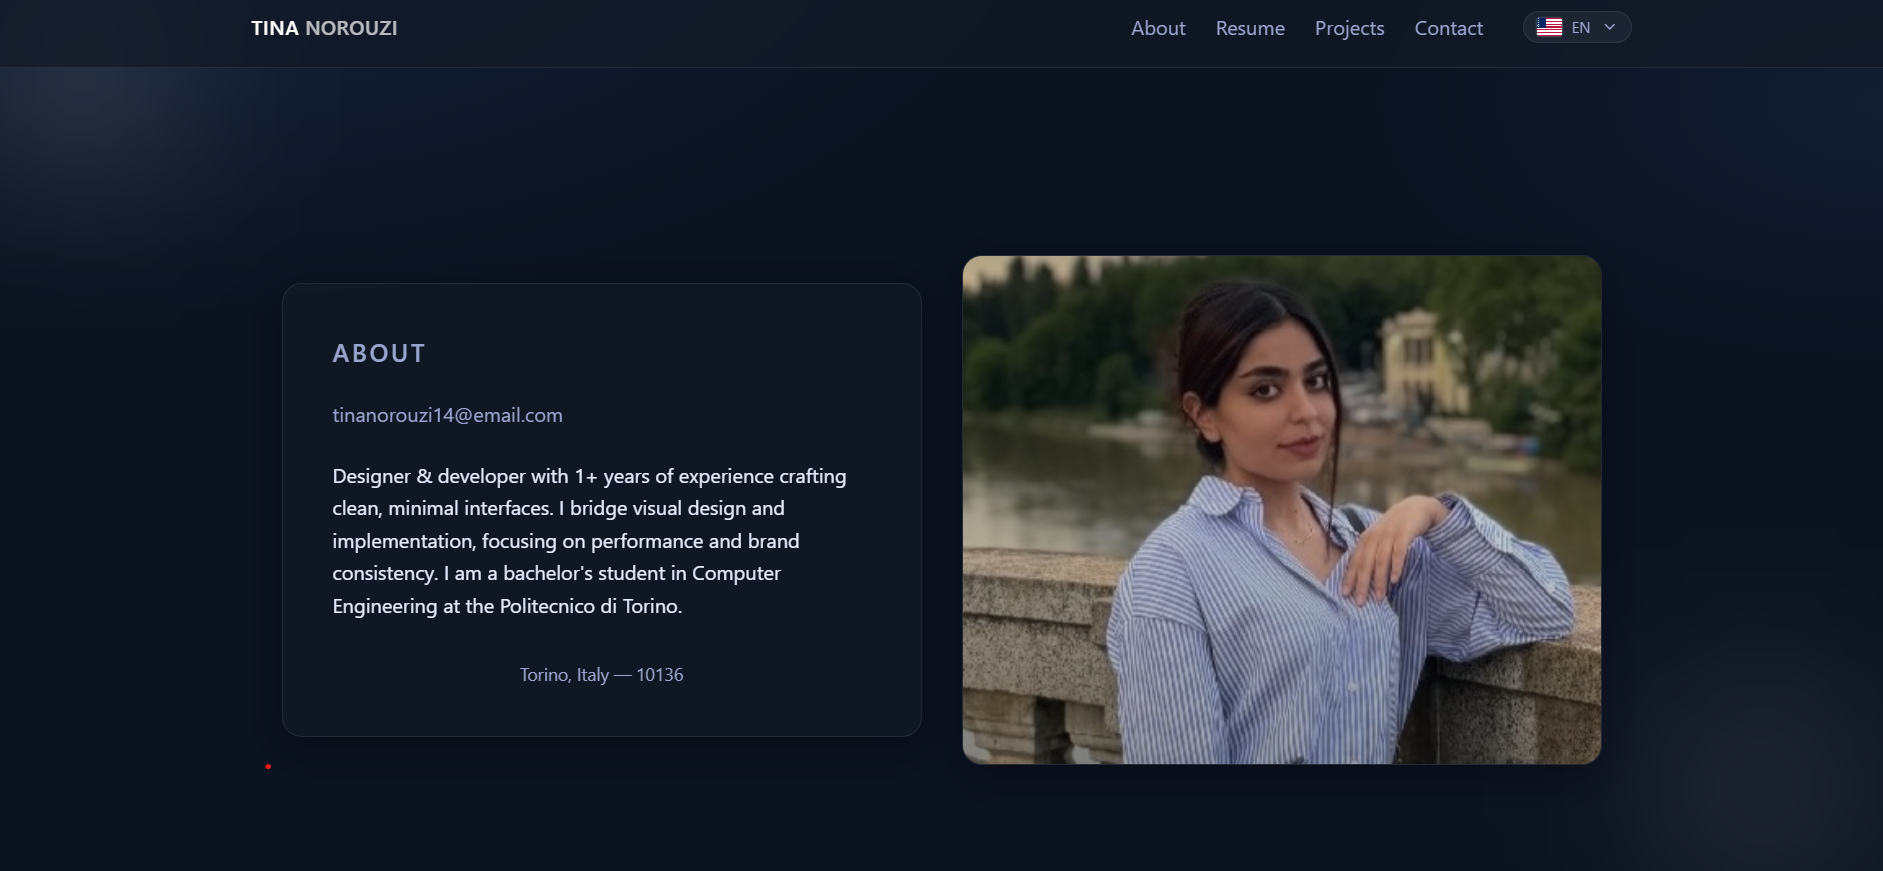 TINA NOROUZI
About
Resume
Projects
Contact
EN
ABOUT
tinanorouzi14@email.com
Designer & developer with 1+ years of experience crafting
clean, minimal interfaces. I bridge visual design and
implementation, focusing on performance and brand
consistency. I am a bachelor's student in Computer
Engineering at the Politecnico di Torino.
Torino, Italy — 10136